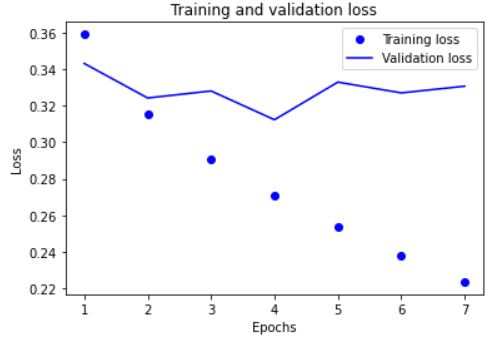 Training and validation loss
Training loss
Validation loss
0.36
0.34
0.32
0.30
0.28
0.26
0.24
0.22
Loss
1 2 3 4 5 6 7
Epochs